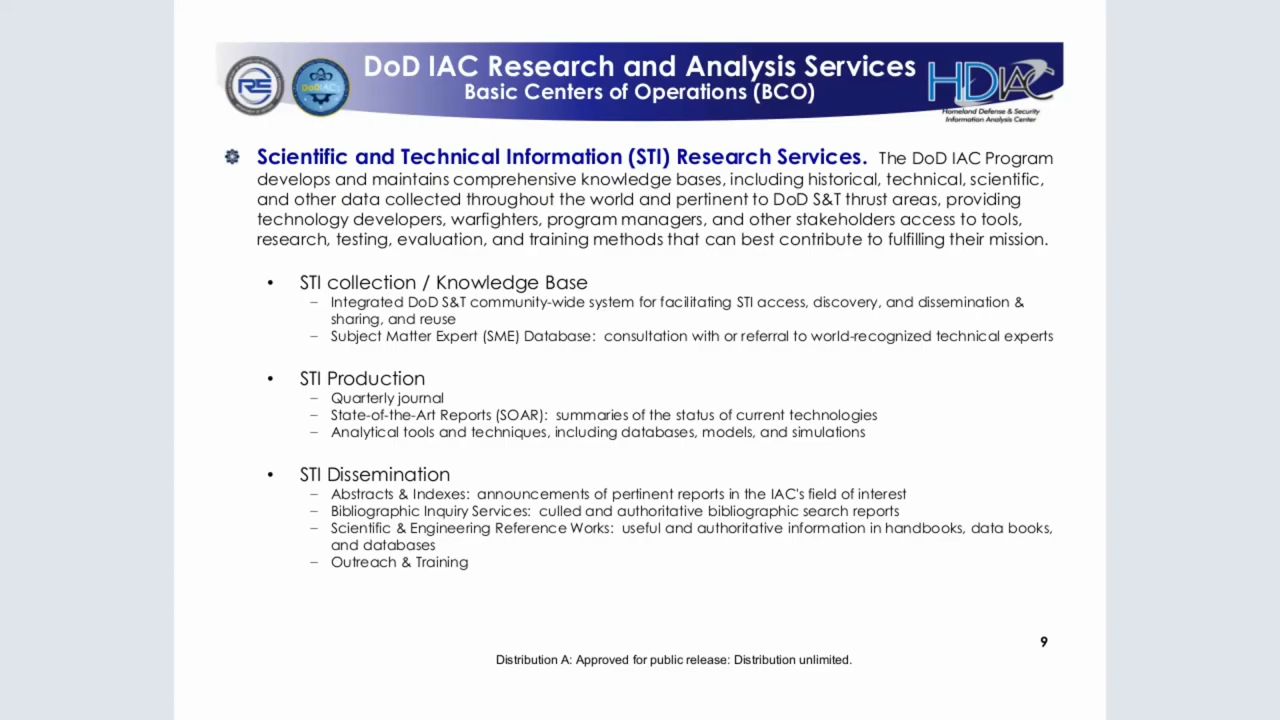 DoD IAC Research and Analysis Services
Basic Centers of Operations (BCO)
RE
DoD IACs
HDIAC
Homeland Defense & Security
Information Analysis Center
Scientific and Technical Information (STI) Research Services. The DoD IAC Program
develops and maintains comprehensive knowledge bases, including historical, technical, scientific,
and other data collected throughout the world and pertinent to DoD S&T thrust areas, providing
technology developers, warfighters, program managers, and other stakeholders access to tools,
research, testing, evaluation, and training methods that can best contribute to fulfilling their mission.
• STI collection / Knowledge Base
– Integrated DoD S&T community-wide system for facilitating STI access, discovery, and dissemination &
sharing, and reuse
– Subject Matter Expert (SME) Database: consultation with or referral to world-recognized technical experts
• STI Production
– Quarterly journal
– State-of-the-Art Reports (SOAR): summaries of the status of current technologies
– Analytical tools and techniques, including databases, models, and simulations
• STI Dissemination
– Abstracts & Indexes: announcements of pertinent reports in the IAC's field of interest
– Bibliographic Inquiry Services: culled and authoritative bibliographic search reports
– Scientific & Engineering Reference Works: useful and authoritative information in handbooks, data books,
and databases
– Outreach & Training
9
Distribution A: Approved for public release: Distribution unlimited.